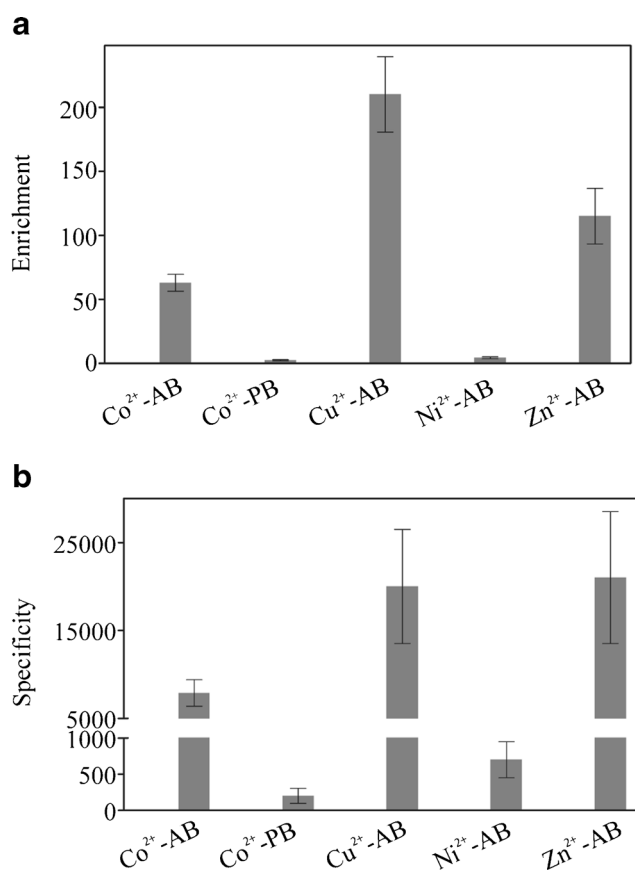 a
Enrichment
200
150
100
50
0
Co²⁺-AB
Co²⁺-PB
Cu²⁺-AB
Ni²⁺-AB
Zn²⁺-AB
b
Specificity
25000
15000
5000
1000
500
0
Co²⁺-AB
Co²⁺-PB
Cu²⁺-AB
Ni²⁺-AB
Zn²⁺-AB